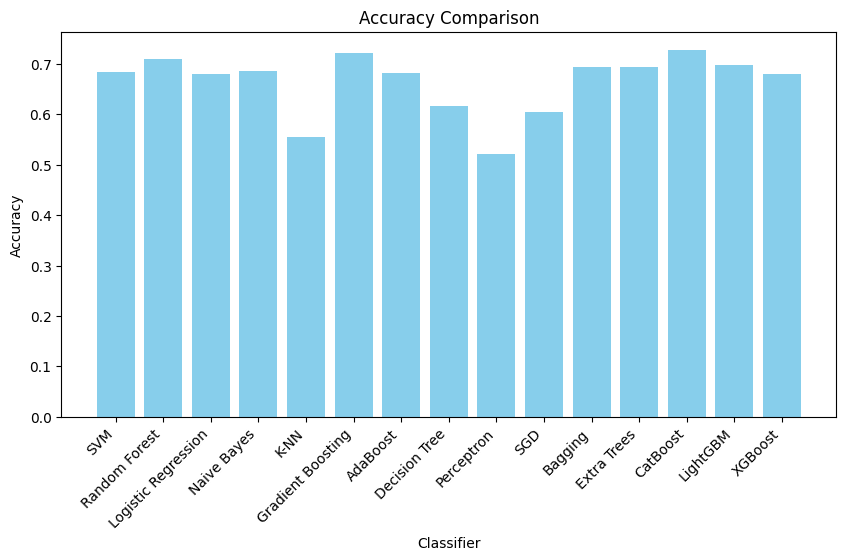 Accuracy Comparison
Accuracy
0.7
0.6
0.5
0.4
0.3
0.2
0.1
0.0
SVM
Random Forest
Logistic Regression
Naive Bayes
K-NN
Gradient Boosting
AdaBoost
Decision Tree
Perceptron
SGD
Bagging
Extra Trees
CatBoost
LightGBM
XGBoost
Classifier